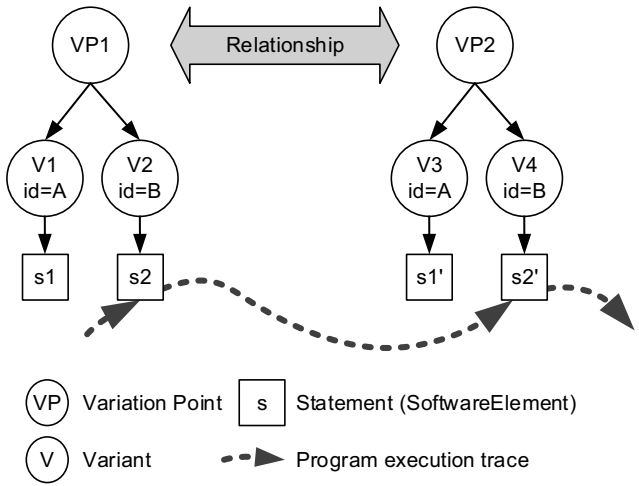 VP1
Relationship
VP2
V1
id=A
V2
id=B
V3
id=A
V4
id=B
s1
s2
s1'
s2'
VP Variation Point
s Statement (SoftwareElement)
V Variant
Program execution trace